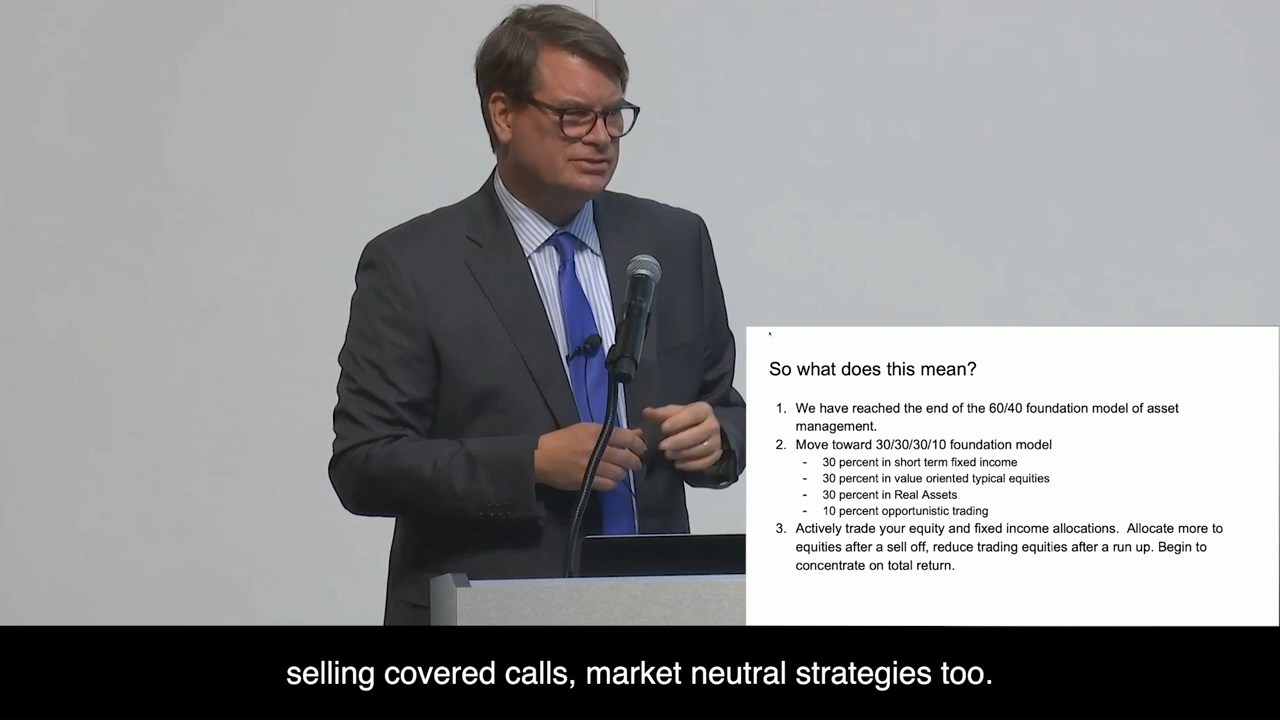 So what does this mean?
1. We have reached the end of the 60/40 foundation model of asset
management.
2. Move toward 30/30/30/10 foundation model
- 30 percent in short term fixed income
- 30 percent in value oriented typical equities
- 30 percent in Real Assets
- 10 percent opportunistic trading
3. Actively trade your equity and fixed income allocations. Allocate more to
equities after a sell off, reduce trading equities after a run up. Begin to
concentrate on total return.
selling covered calls, market neutral strategies too.